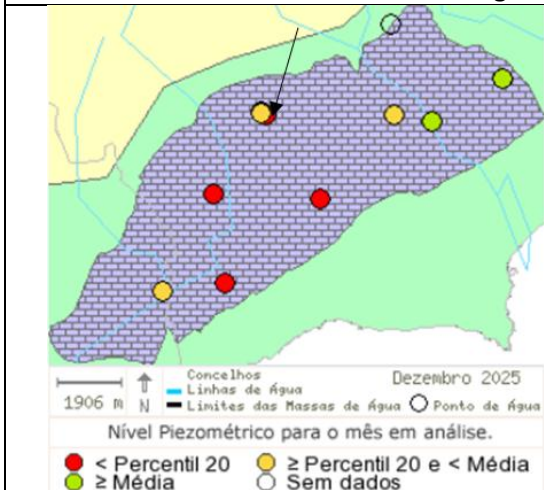 Concelhos
Linhas de Água
Dezembro 2025
1906 m
N
Limites das Massas de Água
Ponto de Água
Nível Piezométrico para o mês em análise.
< Percentil 20
≥ Percentil 20 e < Média
≥ Média
Sem dados